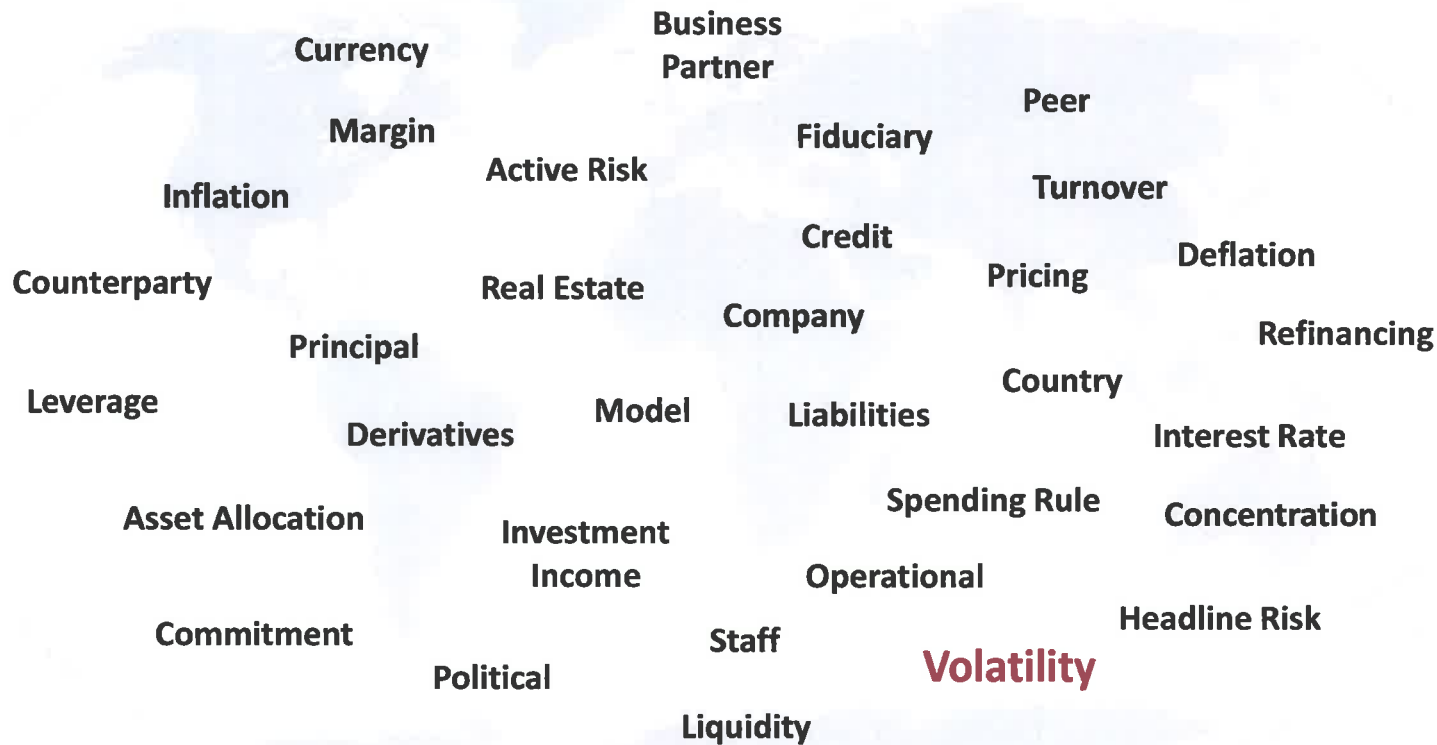 Business
Partner
Currency
Peer
Margin
Fiduciary
Active Risk
Turnover
Inflation
Credit
Deflation
Pricing
Counterparty
Real Estate
Company
Refinancing
Principal
Country
Leverage
Model
Liabilities
Derivatives
Interest Rate
Spending Rule
Asset Allocation
Concentration
Investment
Income
Operational
Headline Risk
Commitment
Staff
Volatility
Political
Liquidity